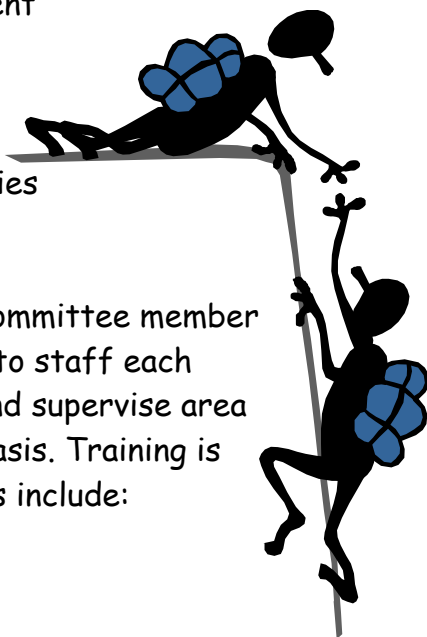 ent
ies
ommittee member
to staff each
nd supervise area
asis. Training is
s include: